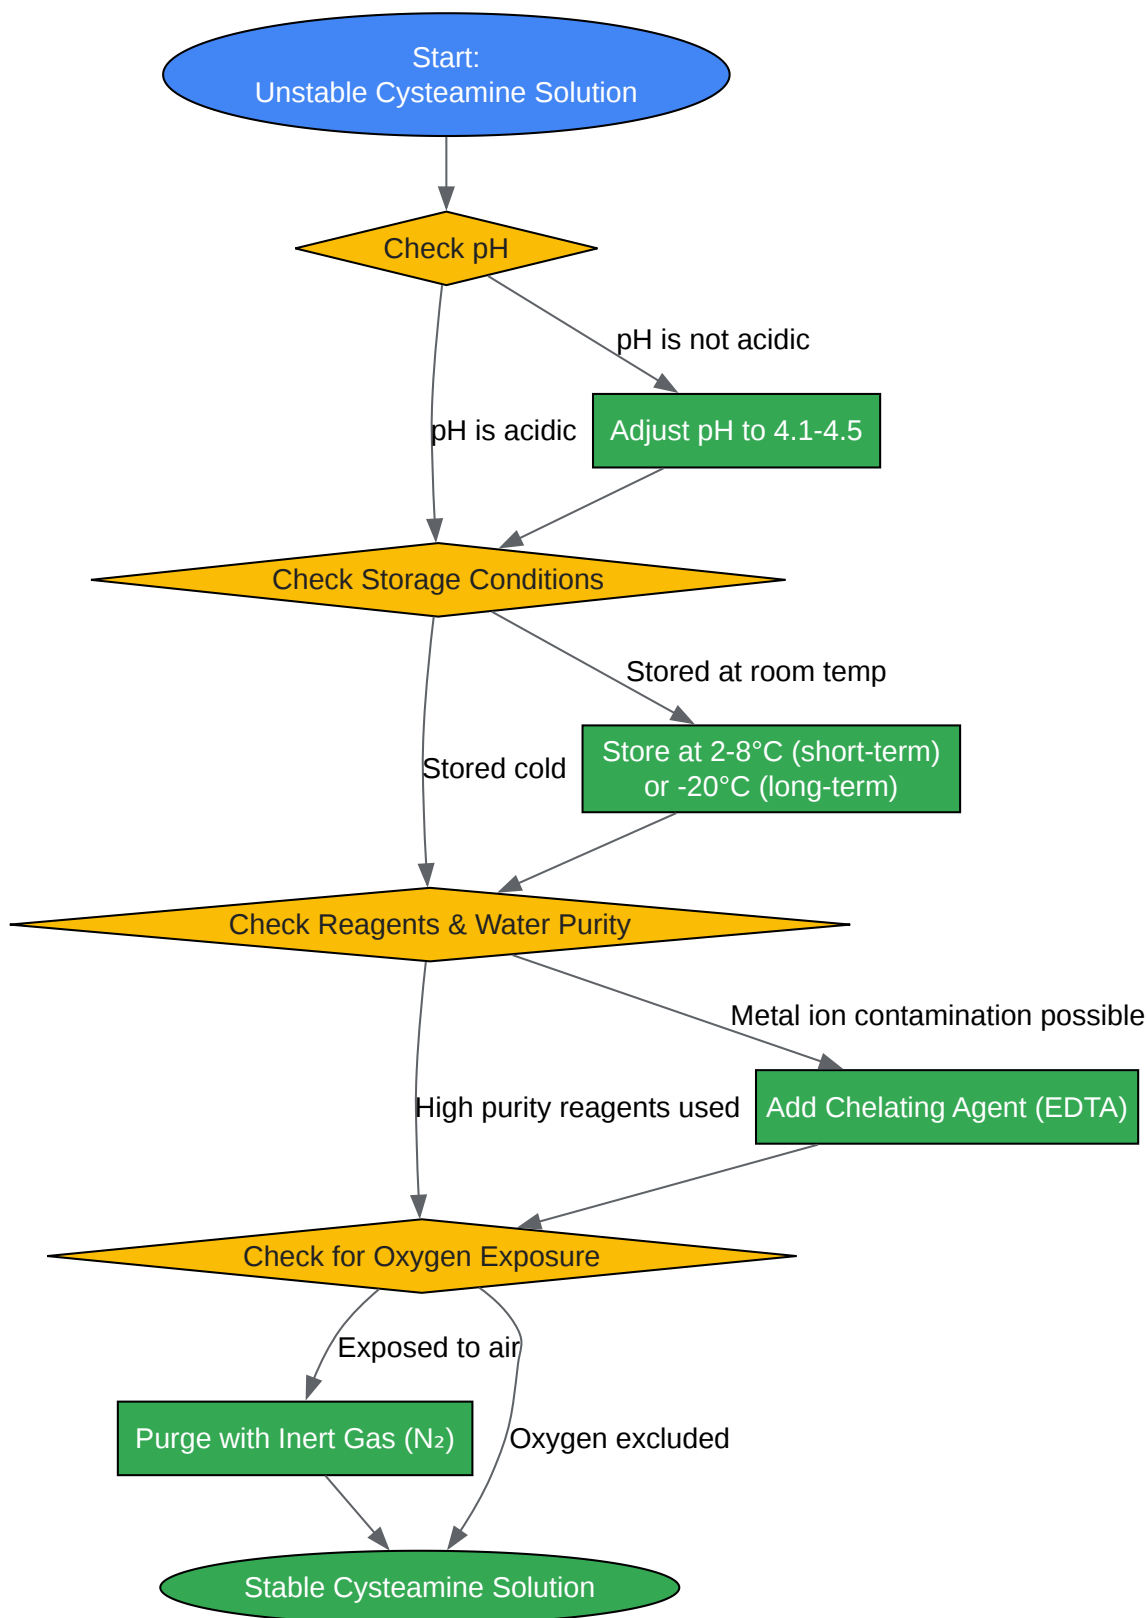 Start:
Unstable Cysteamine Solution
Check pH
pH is not acidic
pH is acidic
Adjust pH to 4.1-4.5
Check Storage Conditions
Stored at room temp
Stored cold
Store at 2-8°C (short-term)
or -20°C (long-term)
Check Reagents & Water Purity
Metal ion contamination possible
High purity reagents used
Add Chelating Agent (EDTA)
Check for Oxygen Exposure
Exposed to air
Purge with Inert Gas (N₂)
Oxygen excluded
Stable Cysteamine Solution